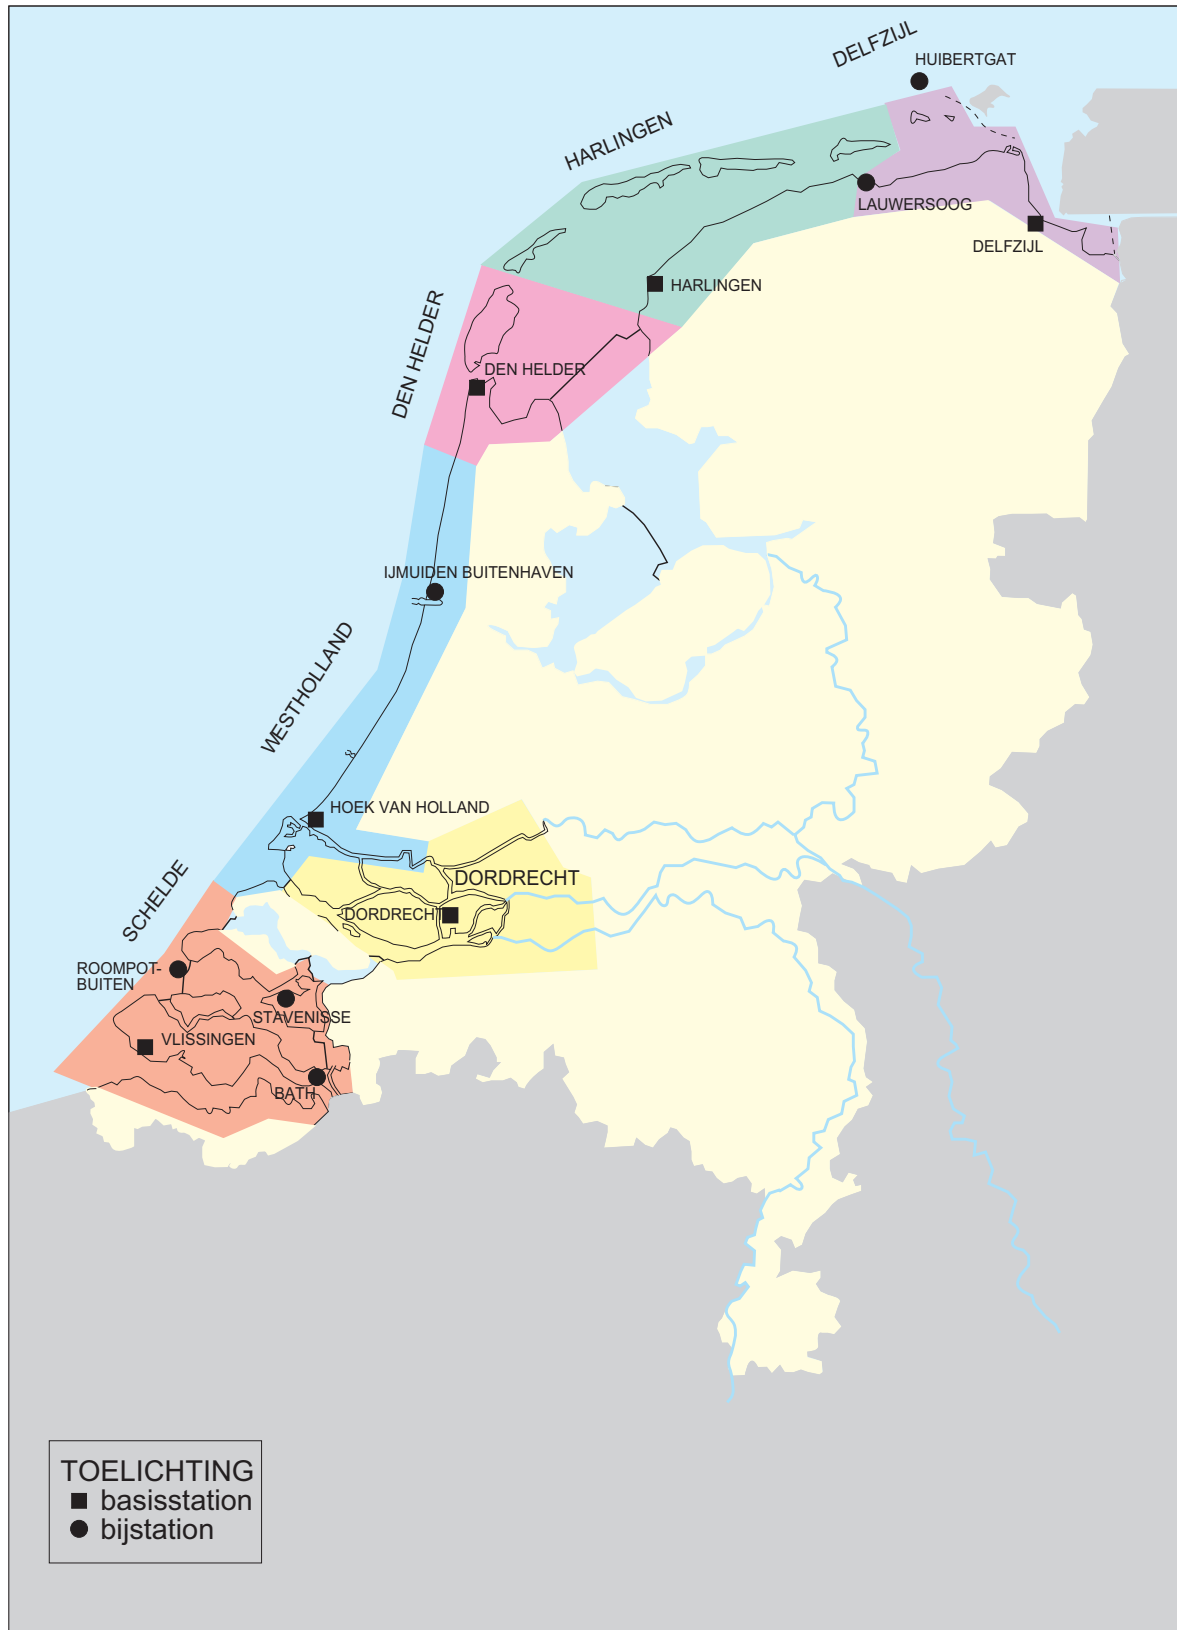 DELFZIJL
HUIBERTGAT
HARLINGEN
LAUWERSOOG
DELFZIJL
HARLINGEN
DEN HELDER
DEN HELDER
IJMUIDEN BUITENHAVEN
WESTHOLLAND
HOEK VAN HOLLAND
SCHELDE
DORDRECHT
DORDRECHT
ROOMPOT-
BUITEN
STAVENISSE
VLISSINGEN
BATH
TOELICHTING
basisstation
bijstation